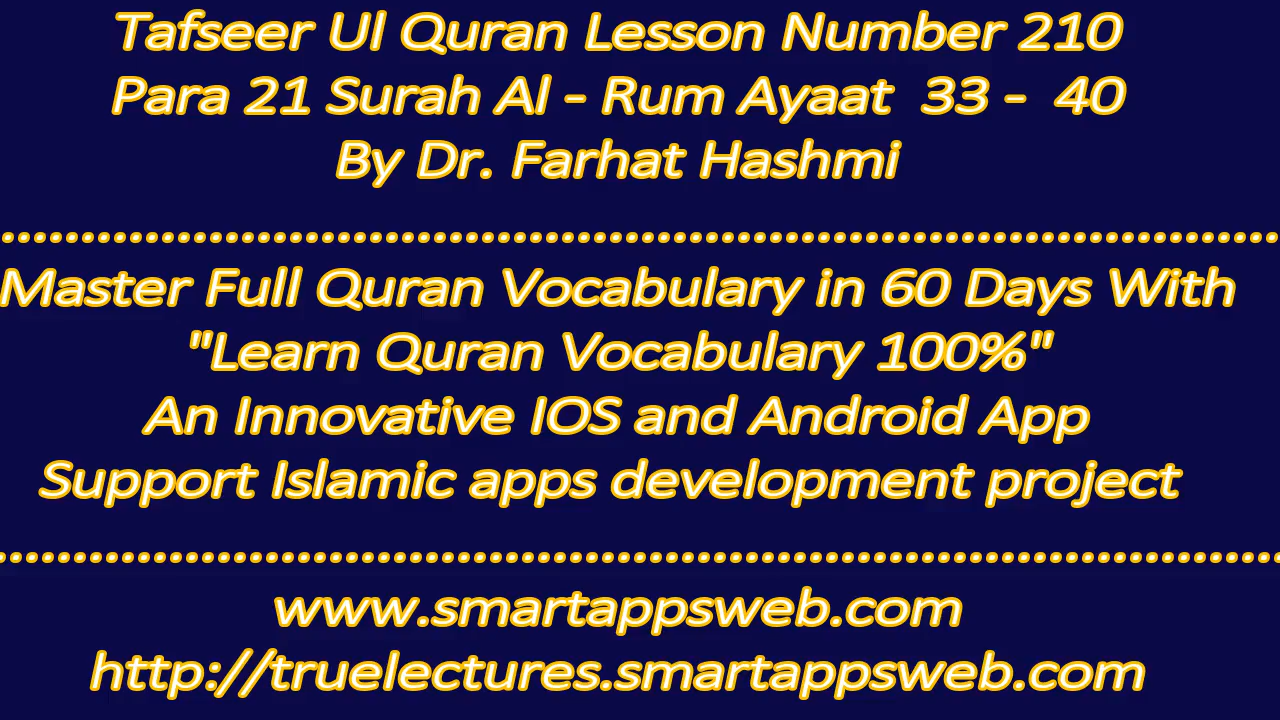 Tafseer Ul Quran Lesson Number 210
Para 21 Surah Al - Rum Ayaat  33 -  40
By Dr. Farhat Hashmi
Master Full Quran Vocabulary in 60 Days With
"Learn Quran Vocabulary 100%"
An Innovative IOS and Android App
Support Islamic apps development project
www.smartappsweb.com
http://truelectures.smartappsweb.com